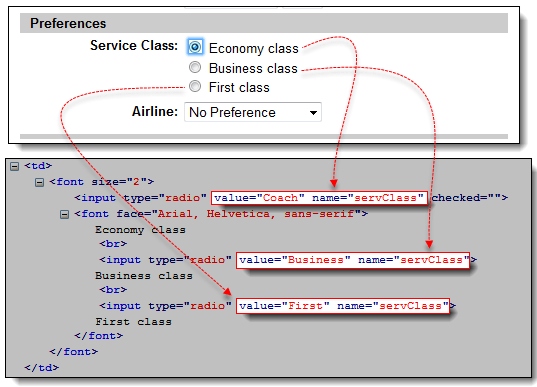 Preferences
Service Class: Economy class
Business class
First class
Airline: No Preference
<td>
<font size="2">
<input type="radio" value="Coach" name="servClass" checked="">
<font face="Arial, Helvetica, sans-serif">
Economy class
<br>
<input type="radio" value="Business" name="servClass">
Business class
<br>
<input type="radio" value="First" name="servClass">
First class
</font>
</font>
</td>